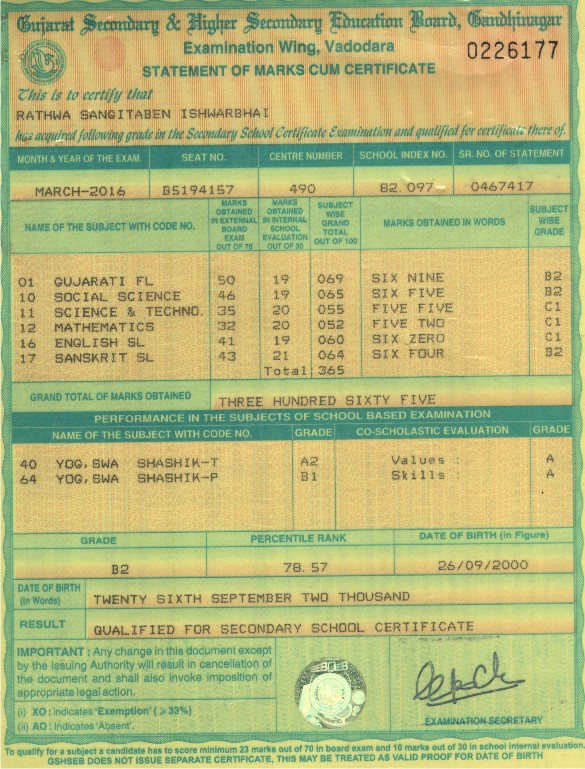 Gujarat Secondary & Higher Secondary Education Board, Gandhinagar
Examination Wing, Vadodara
0226177
STATEMENT OF MARKS CUM CERTIFICATE
This is to certify that
RATHWA SANGITABEN ISHWARBHAI
has acquired following grade in the Secondary School Certificate Examination and qualified for certificate there of.
MONTH & YEAR OF THE EXAM. SEAT NO. CENTRE NUMBER SCHOOL INDEX NO. SR. NO. OF STATEMENT
MARCH-2016 B5194157 490 82.097 0467417
NAME OF THE SUBJECT WITH CODE NO. MARKS OBTAINED IN EXTERNAL BOARD EXAM OUT OF 70 MARKS OBTAINED IN INTERNAL SCHOOL EVALUATION OUT OF 30 SUBJECT WISE GRAND TOTAL OUT OF 100 MARKS OBTAINED IN WORDS SUBJECT WISE GRADE
01 GUJARATI FL 50 19 069 SIX NINE B2
10 SOCIAL SCIENCE 46 19 065 SIX FIVE B2
11 SCIENCE & TECHNO. 35 20 055 FIVE FIVE C1
12 MATHEMATICS 32 20 052 FIVE TWO C1
16 ENGLISH SL 41 19 060 SIX ZERO C1
17 SANSKRIT SL 43 21 064 SIX FOUR B2
Total 365
GRAND TOTAL OF MARKS OBTAINED THREE HUNDRED SIXTY FIVE
PERFORMANCE IN THE SUBJECTS OF SCHOOL BASED EXAMINATION
NAME OF THE SUBJECT WITH CODE NO. GRADE CO-SCHOLASTIC EVALUATION GRADE
40 YOG,SWA SHASHIK-T A2 Values : A
64 YOG,SWA SHASHIK-P B1 Skills : A
GRADE PERCENTILE RANK DATE OF BIRTH (in Figure)
B2 78.57 26/09/2000
DATE OF BIRTH (in Words) TWENTY SIXTH SEPTEMBER TWO THOUSAND
RESULT QUALIFIED FOR SECONDARY SCHOOL CERTIFICATE
IMPORTANT : Any change in this document except
by the Issuing Authority will result in cancellation of
the document and shall also invoke imposition of
appropriate legal action.
(i) XO : indicates 'Exemption' (⩾ 33%)
(ii) AO : Indicates 'Absent'.
EXAMINATION SECRETARY
To qualify for a subject a candidate has to score minimum 23 marks out of 70 in board exam and 10 marks out of 30 in school internal evaluation.
GSHSEB DOES NOT ISSUE SEPARATE CERTIFICATE, THIS MAY BE TREATED AS VALID PROOF FOR DATE OF BIRTH